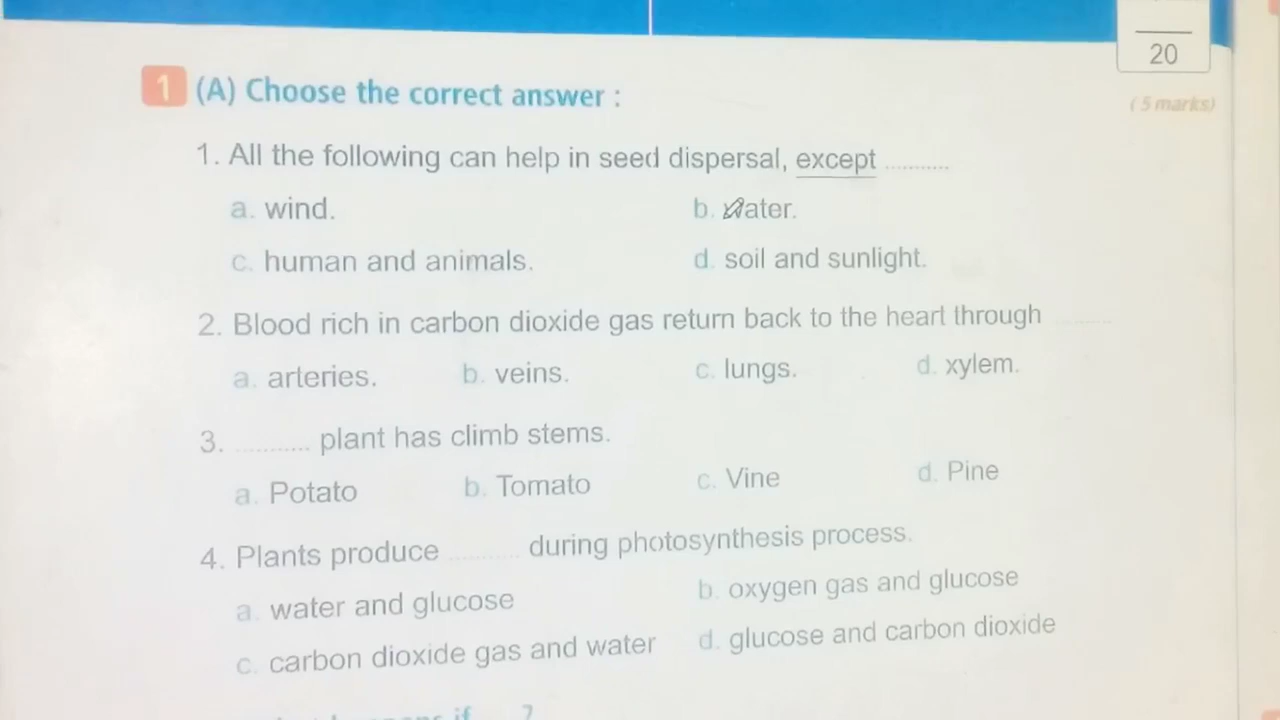 20
1 (A) Choose the correct answer :
(5 marks)
1. All the following can help in seed dispersal, except ..........
a. wind.
b. water.
c. human and animals.
d. soil and sunlight.
2. Blood rich in carbon dioxide gas return back to the heart through ..........
a. arteries.
b. veins.
c. lungs.
d. xylem.
3. .......... plant has climb stems.
a. Potato
b. Tomato
c. Vine
d. Pine
4. Plants produce .......... during photosynthesis process.
a. water and glucose
b. oxygen gas and glucose
c. carbon dioxide gas and water
d. glucose and carbon dioxide
if ?